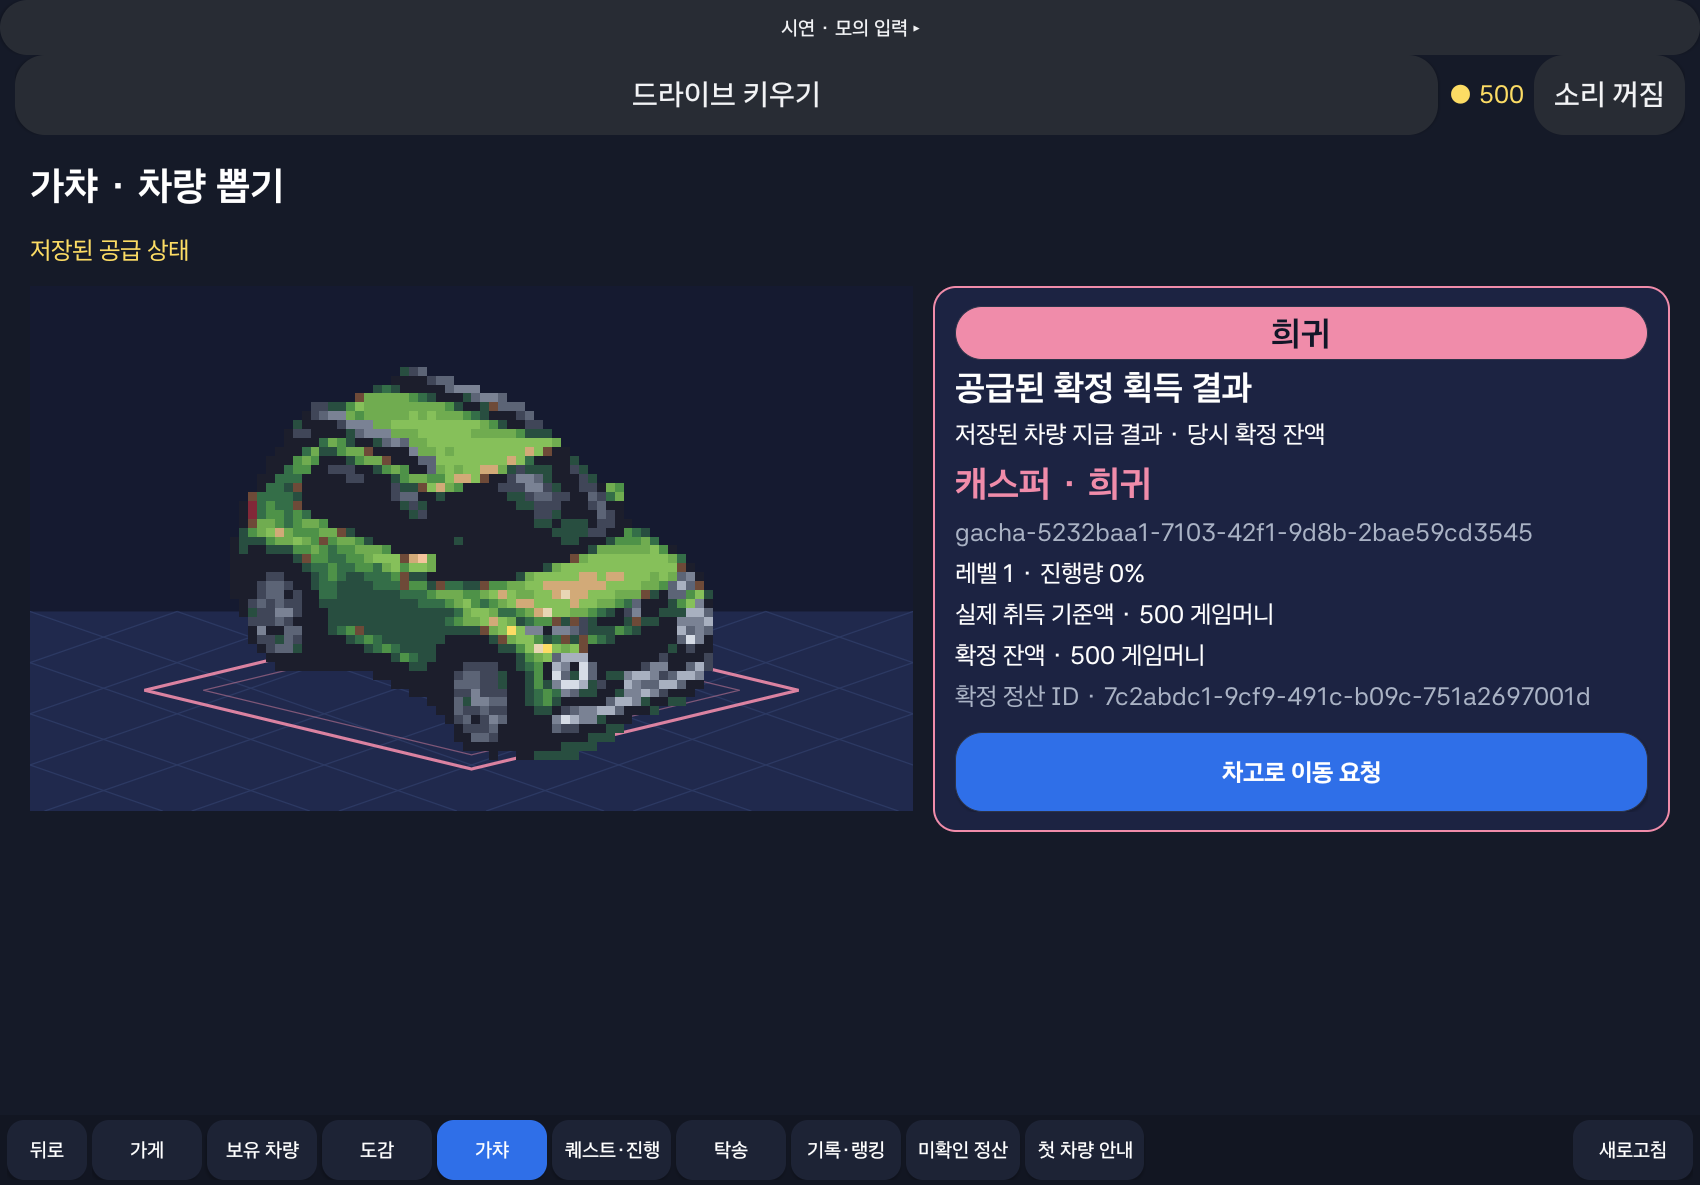 시연 · 모의 입력 ▸
드라이브 키우기
500
소리 꺼짐
가챠 · 차량 뽑기
저장된 공급 상태
희귀
공급된 확정 획득 결과
저장된 차량 지급 결과 · 당시 확정 잔액
캐스퍼 · 희귀
gacha-5232baa1-7103-42f1-9d8b-2bae59cd3545
레벨 1 · 진행량 0%
실제 취득 기준액 · 500 게임머니
확정 잔액 · 500 게임머니
확정 정산 ID · 7c2abdc1-9cf9-491c-b09c-751a2697001d
차고로 이동 요청
뒤로
가게
보유 차량
도감
가챠
퀘스트·진행
탁송
기록·랭킹
미확인 정산
첫 차량 안내
새로고침